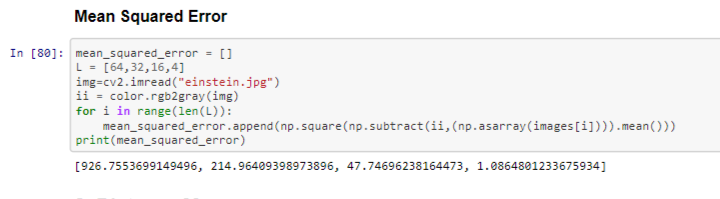 Mean Squared Error
In [80]: mean_squared_error = []
L = [64,32,16,4]
img=cv2.imread("einstein.jpg")
ii = color.rgb2gray(img)
for i in range(len(L)):
    mean_squared_error.append(np.square(np.subtract(ii,(np.asarray(images[i]))).mean()))
print(mean_squared_error)
[926.7553699149496, 214.96409398973896, 47.74696238164473, 1.0864801233675934]